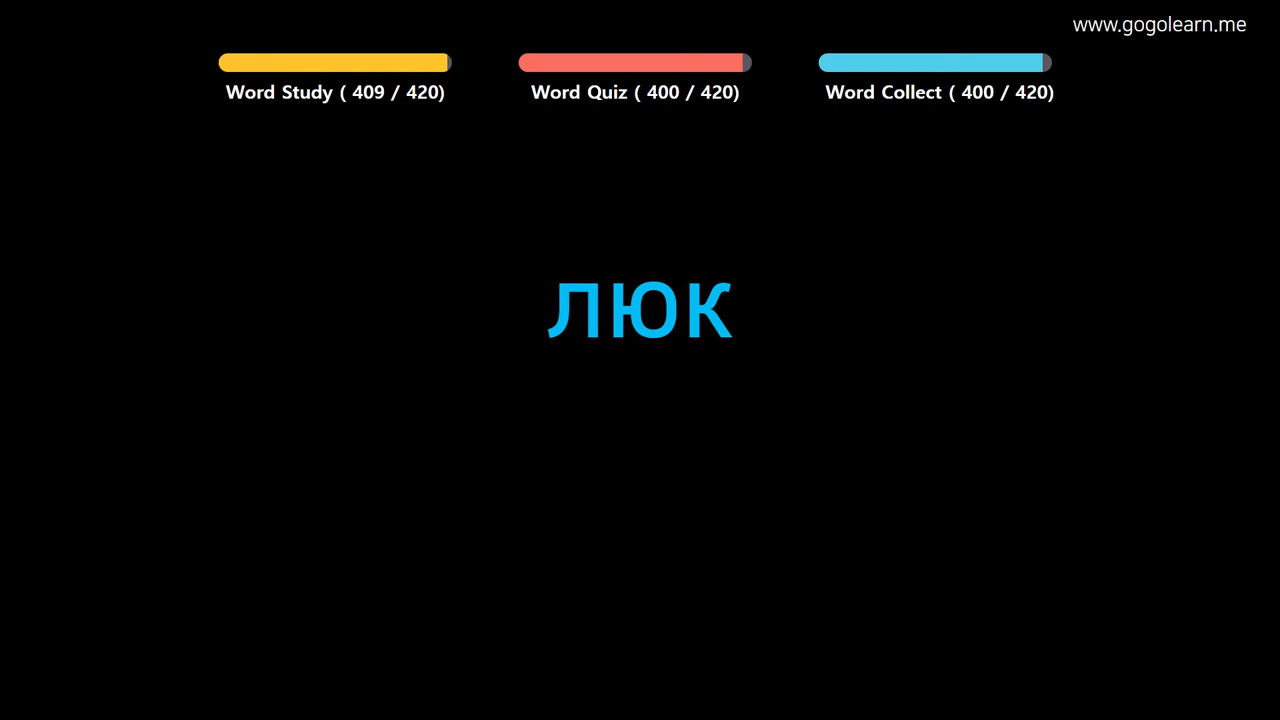 www.gogolearn.me
Word Study ( 409 / 420)
Word Quiz ( 400 / 420)
Word Collect ( 400 / 420)
люк